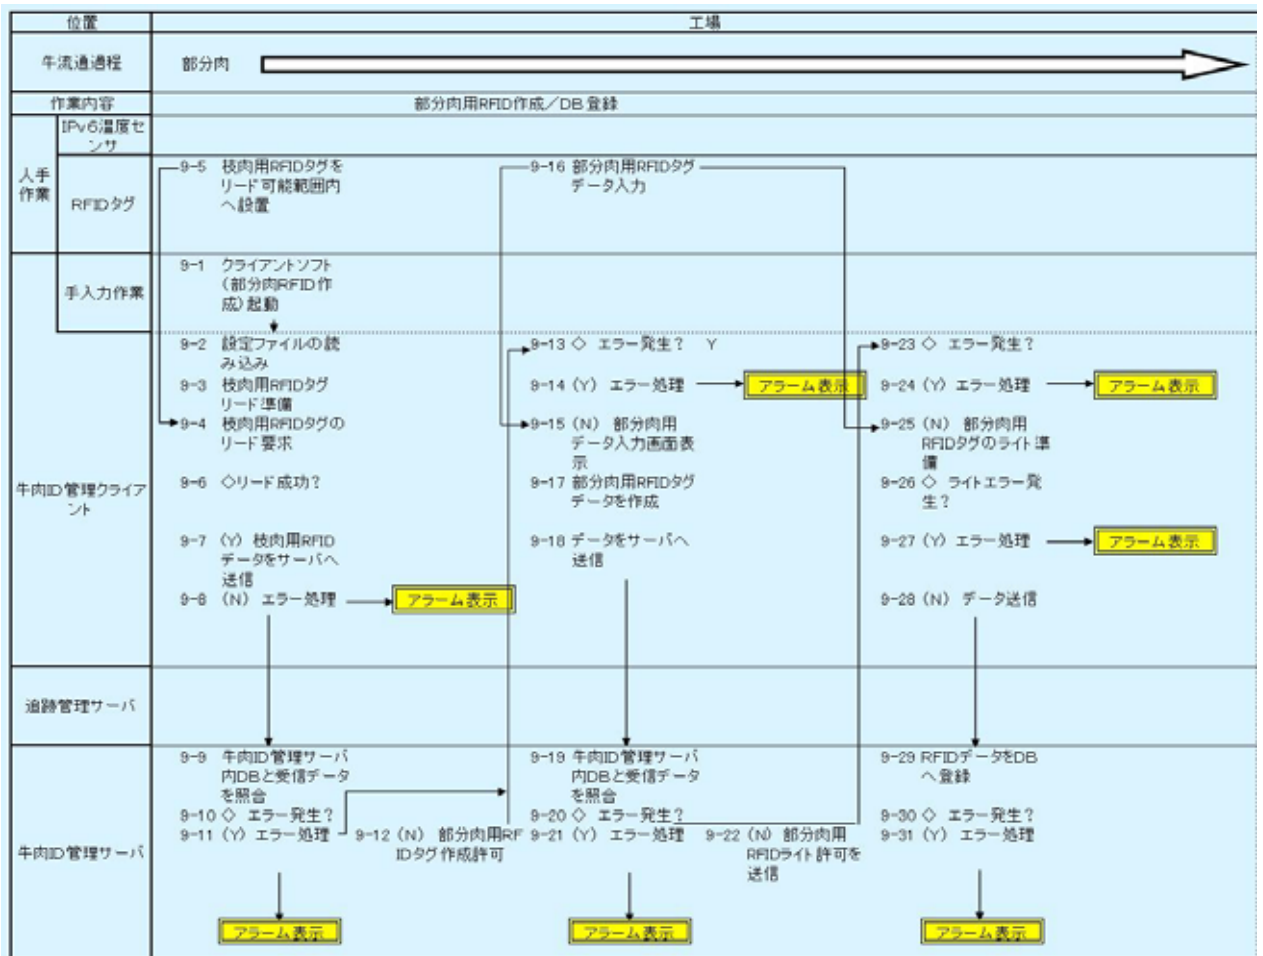 位置
工場
牛流通過程
部分肉
作業内容
部分肉用RFID作成／DB登録
人手
作業
IPv6温度セ
ンサ
RFIDタグ
9-5 枝肉用RFIDタグを
リード可能範囲内
へ設置
9-16 部分肉用RFIDタグ
データ入力
牛肉ID管理クライア
ント
手入力作業
9-1 クライアントソフト
(部分肉RFID作
成)起動
9-2 設定ファイルの読
み込み
9-3 枝肉用RFIDタグ
リード準備
9-4 枝肉用RFIDタグの
リード要求
9-6 ◇リード成功？
9-7 (Y) 枝肉用RFID
データをサーバへ
送信
9-8 (N) エラー処理
アラーム表示
9-13 ◇ エラー発生？ Y
9-14 (Y) エラー処理
アラーム表示
9-15 (N) 部分肉用
データ入力画面表
示
9-17 部分肉用RFIDタグ
データを作成
9-18 データをサーバへ
送信
9-23 ◇ エラー発生？
9-24 (Y) エラー処理
アラーム表示
9-25 (N) 部分肉用
RFIDタグのライト準
備
9-26 ◇ ライトエラー発
生？
9-27 (Y) エラー処理
アラーム表示
9-28 (N) データ送信
追跡管理サーバ
牛肉ID管理サーバ
9-9 牛肉ID管理サーバ
内DBと受信データ
を照合
9-10 ◇ エラー発生？
9-11 (Y) エラー処理
アラーム表示
9-12 (N) 部分肉用RF
IDタグ作成許可
9-19 牛肉ID管理サーバ
内DBと受信データ
を照合
9-20 ◇ エラー発生？
9-21 (Y) エラー処理
アラーム表示
9-22 (N) 部分肉用
RFIDライト許可を
送信
9-29 RFIDデータをDB
へ登録
9-30 ◇ エラー発生？
9-31 (Y) エラー処理
アラーム表示